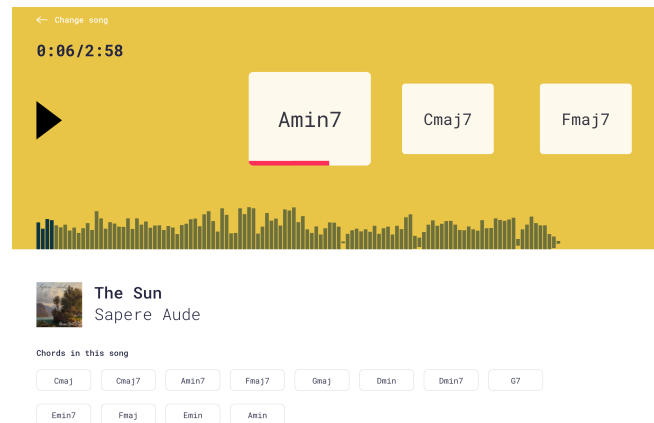 Change song
0:06/2:58
Amin7
Cmaj7
Fmaj7
The Sun
Sapere Aude
Chords in this song
Cmaj Cmaj7 Amin7 Fmaj7 Gmaj Dmin Dmin7 G7
Emin7 Fmaj Emin Amin